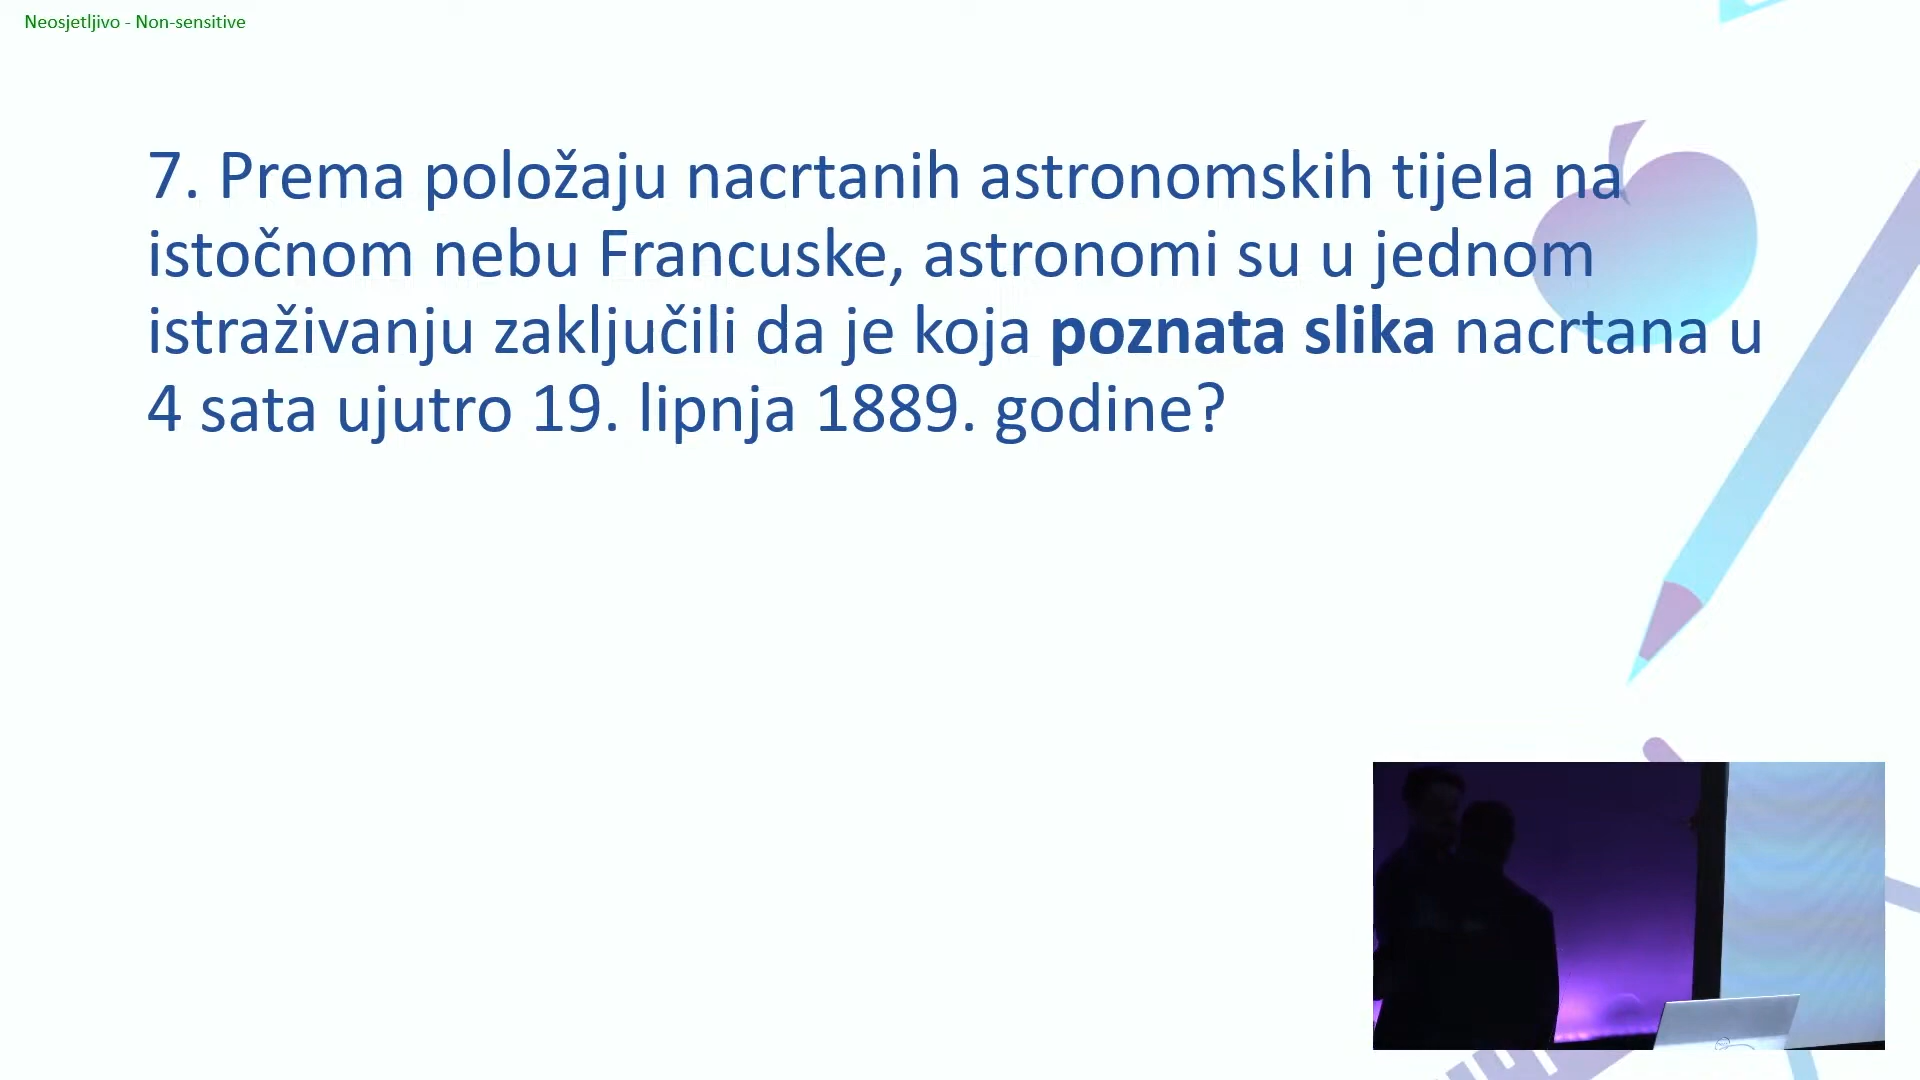 Neosjetljivo - Non-sensitive
7. Prema položaju nacrtanih astronomskih tijela na
istočnom nebu Francuske, astronomi su u jednom
istraživanju zaključili da je koja poznata slika nacrtana u
4 sata ujutro 19. lipnja 1889. godine?